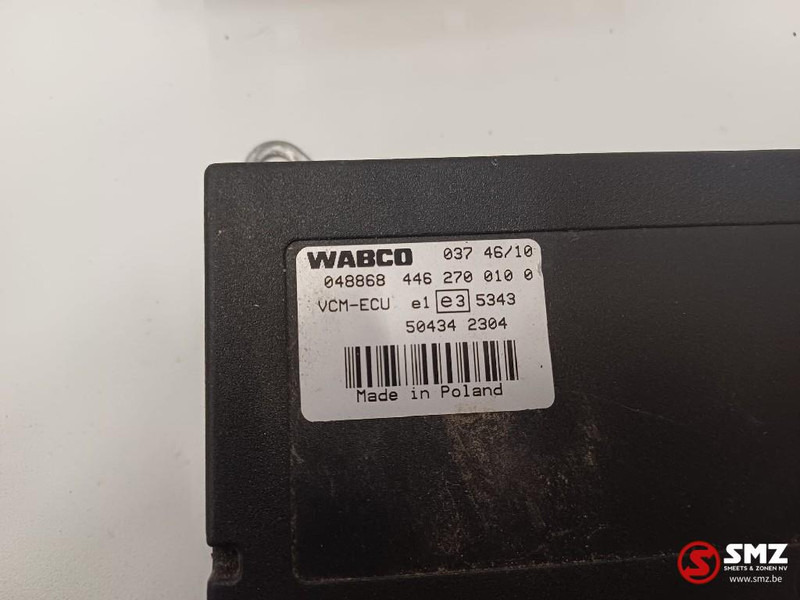 WABCO 037 46/10
048868 446 270 010 0
VCM-ECU e1 e3 5343
50434 2304
Made in Poland
SMZ
SMEETS & ZONEN NV
www.smz.be